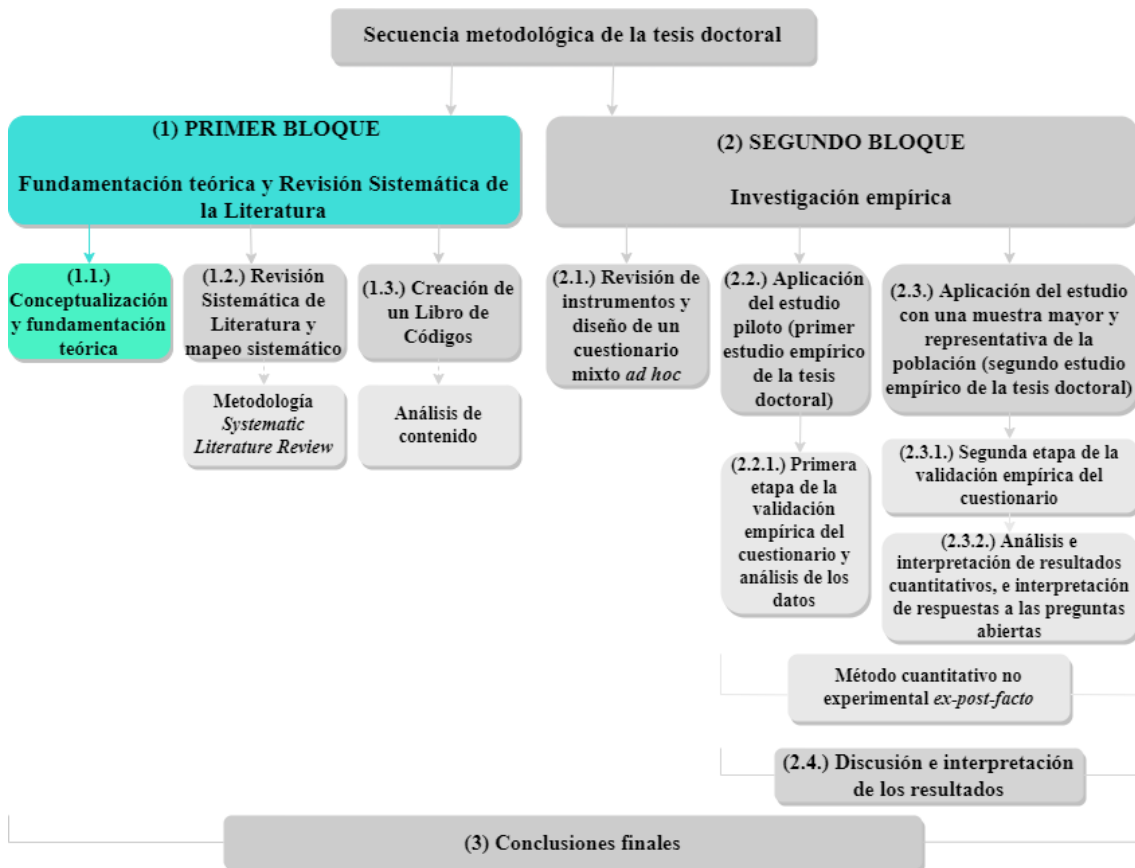 Secuencia metodológica de la tesis doctoral
(1) PRIMER BLOQUE
Fundamentación teórica y Revisión Sistemática de
la Literatura
(2) SEGUNDO BLOQUE
Investigación empírica
(1.1.)
Conceptualización
y fundamentación
teórica
(1.2.) Revisión
Sistemática de
Literatura y
mapeo sistemático
(1.3.) Creación de
un Libro de
Códigos
Metodología
Systematic
Literature Review
Análisis de
contenido
(2.1.) Revisión de
instrumentos y
diseño de un
cuestionario
mixto ad hoc
(2.2.) Aplicación
del estudio
piloto (primer
estudio empírico
de la tesis
doctoral)
(2.3.) Aplicación del estudio
con una muestra mayor y
representativa de la
población (segundo estudio
empírico de la tesis doctoral)
(2.2.1.) Primera
etapa de la
validación
empírica del
cuestionario y
análisis de los
datos
(2.3.1.) Segunda etapa de la
validación empírica del
cuestionario
(2.3.2.) Análisis e
interpretación de resultados
cuantitativos, e interpretación
de respuestas a las preguntas
abiertas
Método cuantitativo no
experimental ex-post-facto
(2.4.) Discusión e interpretación
de los resultados
(3) Conclusiones finales